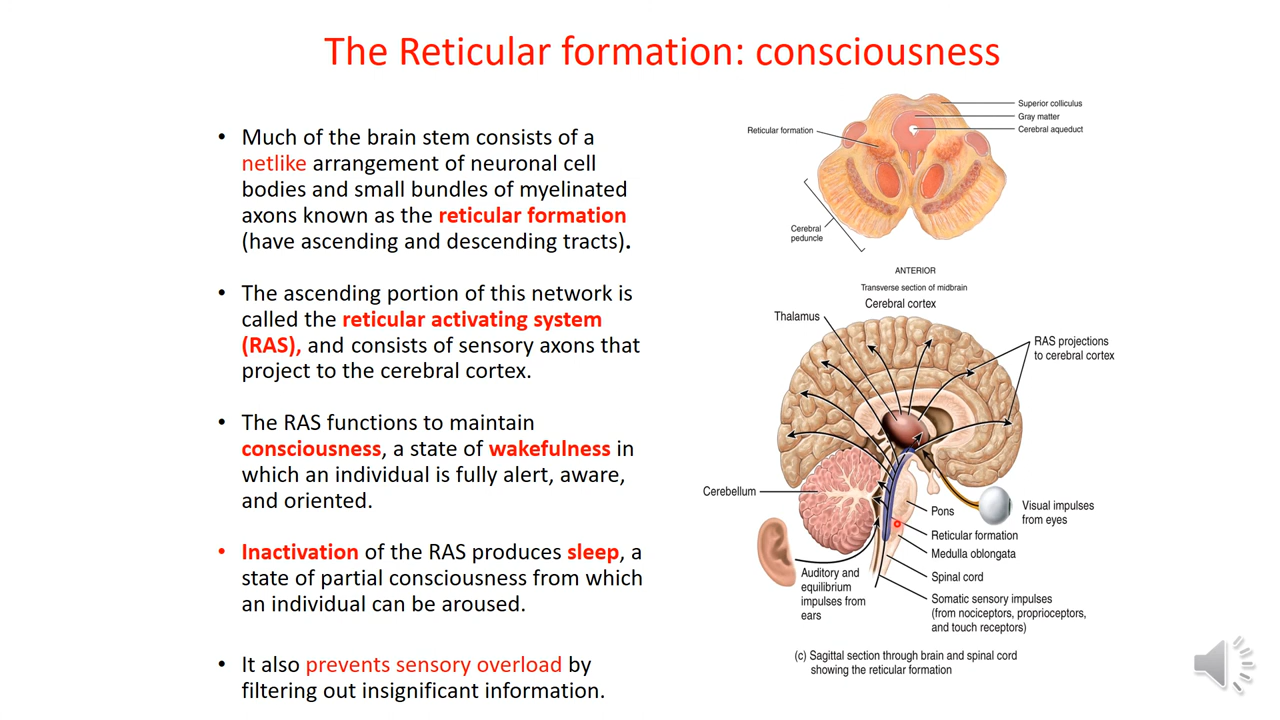 The Reticular formation: consciousness
• Much of the brain stem consists of a
netlike arrangement of neuronal cell
bodies and small bundles of myelinated
axons known as the reticular formation
(have ascending and descending tracts).
• The ascending portion of this network is
called the reticular activating system
(RAS), and consists of sensory axons that
project to the cerebral cortex.
• The RAS functions to maintain
consciousness, a state of wakefulness in
which an individual is fully alert, aware,
and oriented.
• Inactivation of the RAS produces sleep, a
state of partial consciousness from which
an individual can be aroused.
• It also prevents sensory overload by
filtering out insignificant information.
Superior colliculus
Gray matter
Cerebral aqueduct
Reticular formation
Cerebral
peduncle
ANTERIOR
Transverse section of midbrain
Cerebral cortex
Thalamus
RAS projections
to cerebral cortex
Cerebellum
Pons
Visual impulses
from eyes
Reticular formation
Medulla oblongata
Auditory and
equilibrium
impulses from
ears
Spinal cord
Somatic sensory impulses
(from nociceptors, proprioceptors,
and touch receptors)
(c) Sagittal section through brain and spinal cord
showing the reticular formation